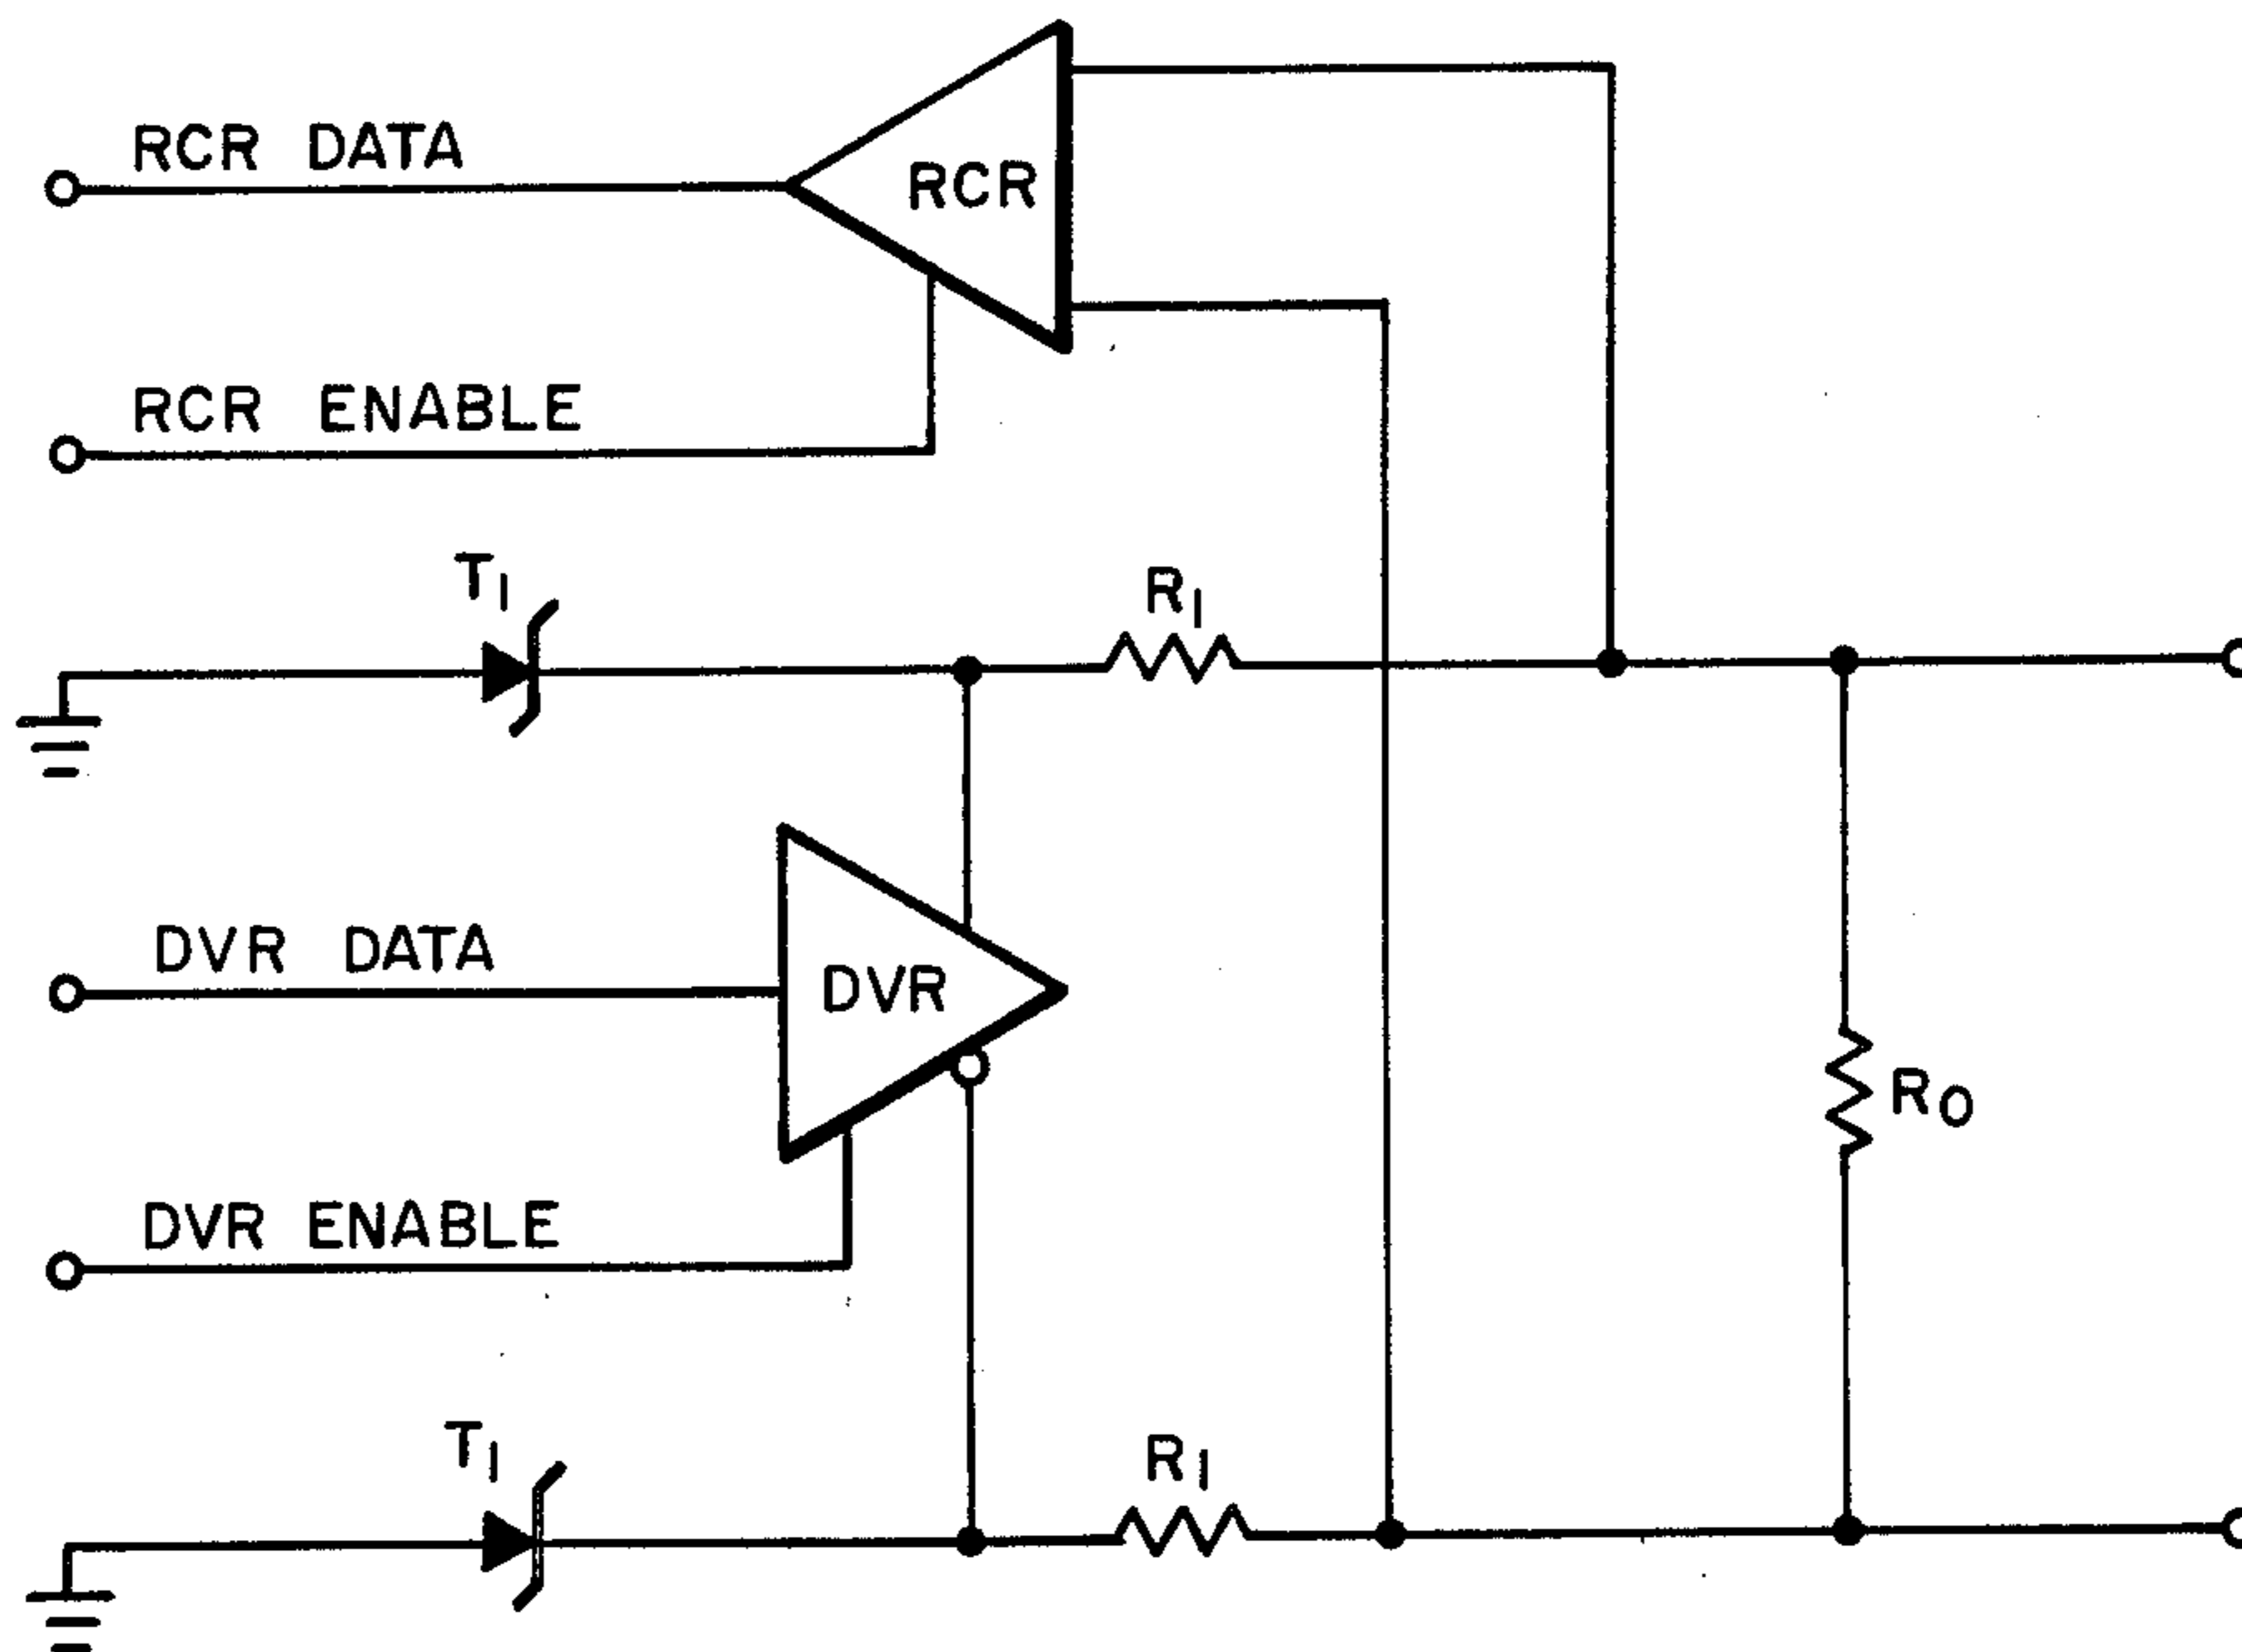 RCR DATA
RCR
RCR ENABLE
T1
R1
DVR DATA
DVR
RO
DVR ENABLE
T1
R1